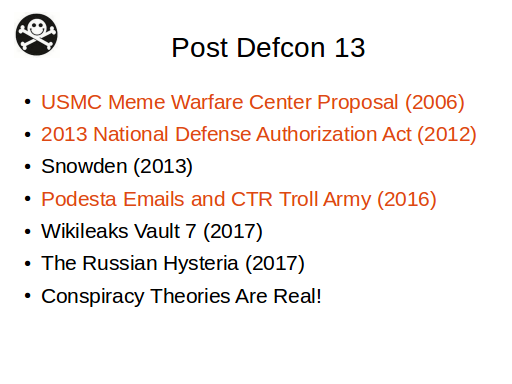 Post Defcon 13
• USMC Meme Warfare Center Proposal (2006)
• 2013 National Defense Authorization Act (2012)
• Snowden (2013)
• Podesta Emails and CTR Troll Army (2016)
• Wikileaks Vault 7 (2017)
• The Russian Hysteria (2017)
• Conspiracy Theories Are Real!